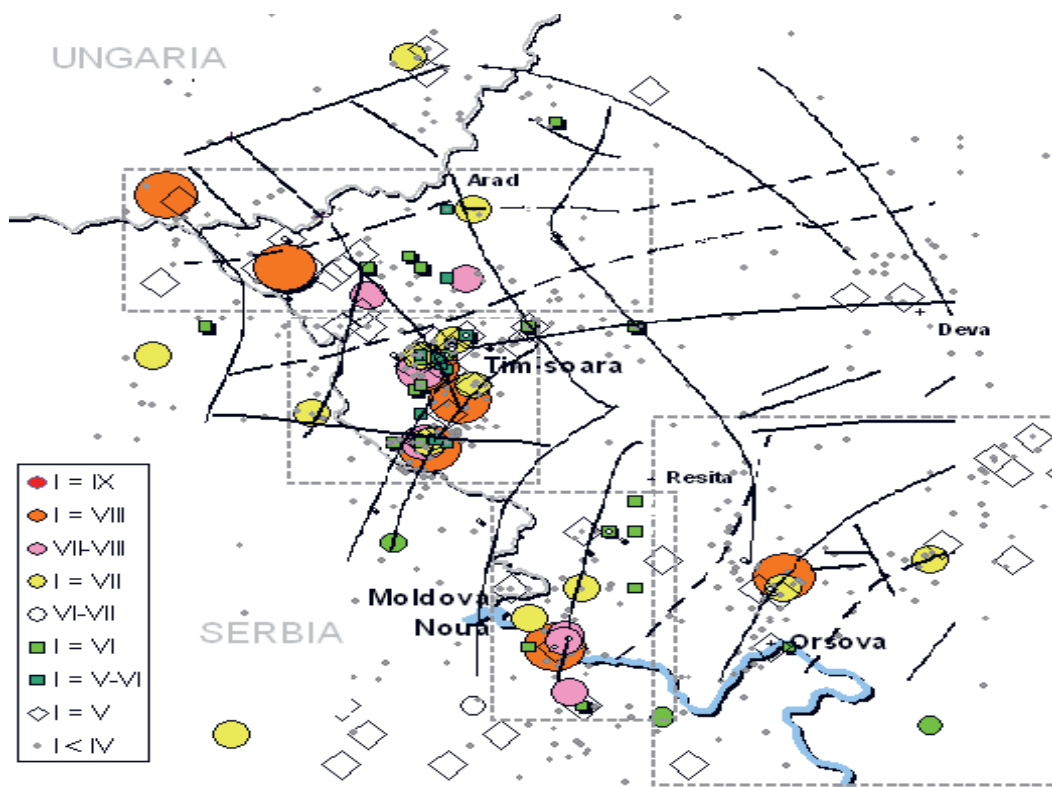 UNGARIA
Arad
Deva
Timisoara
Resita
Moldova
Noua
SERBIA
Orsova
I = IX
I = VIII
VII-VIII
I = VII
VI-VII
I = VI
I = V-VI
I = V
I < IV